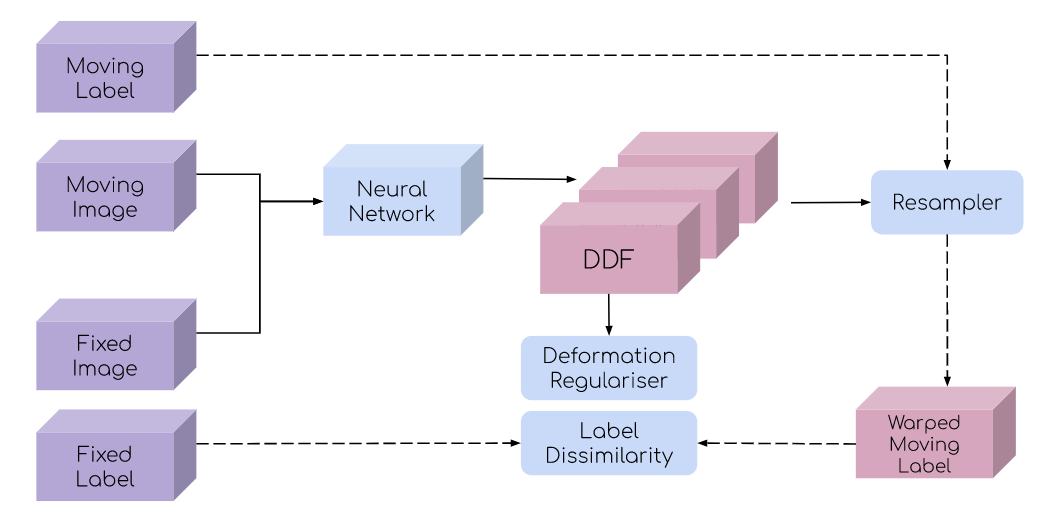 Moving
Label
Moving
Image
Neural
Network
Resampler
DDF
Fixed
Image
Deformation
Regulariser
Fixed
Label
Label
Dissimilarity
Warped
Moving
Label